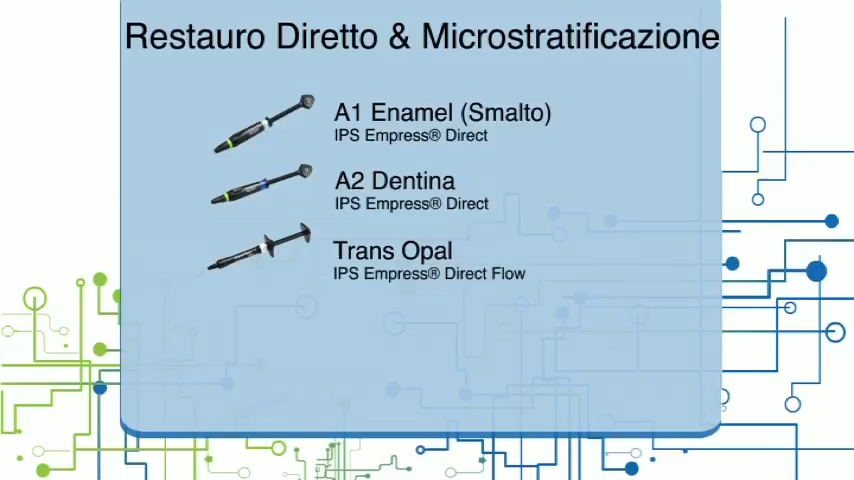 Restauro Diretto & Microstratificazione
A1 Enamel (Smalto)
IPS Empress® Direct
A2 Dentina
IPS Empress® Direct
Trans Opal
IPS Empress® Direct Flow